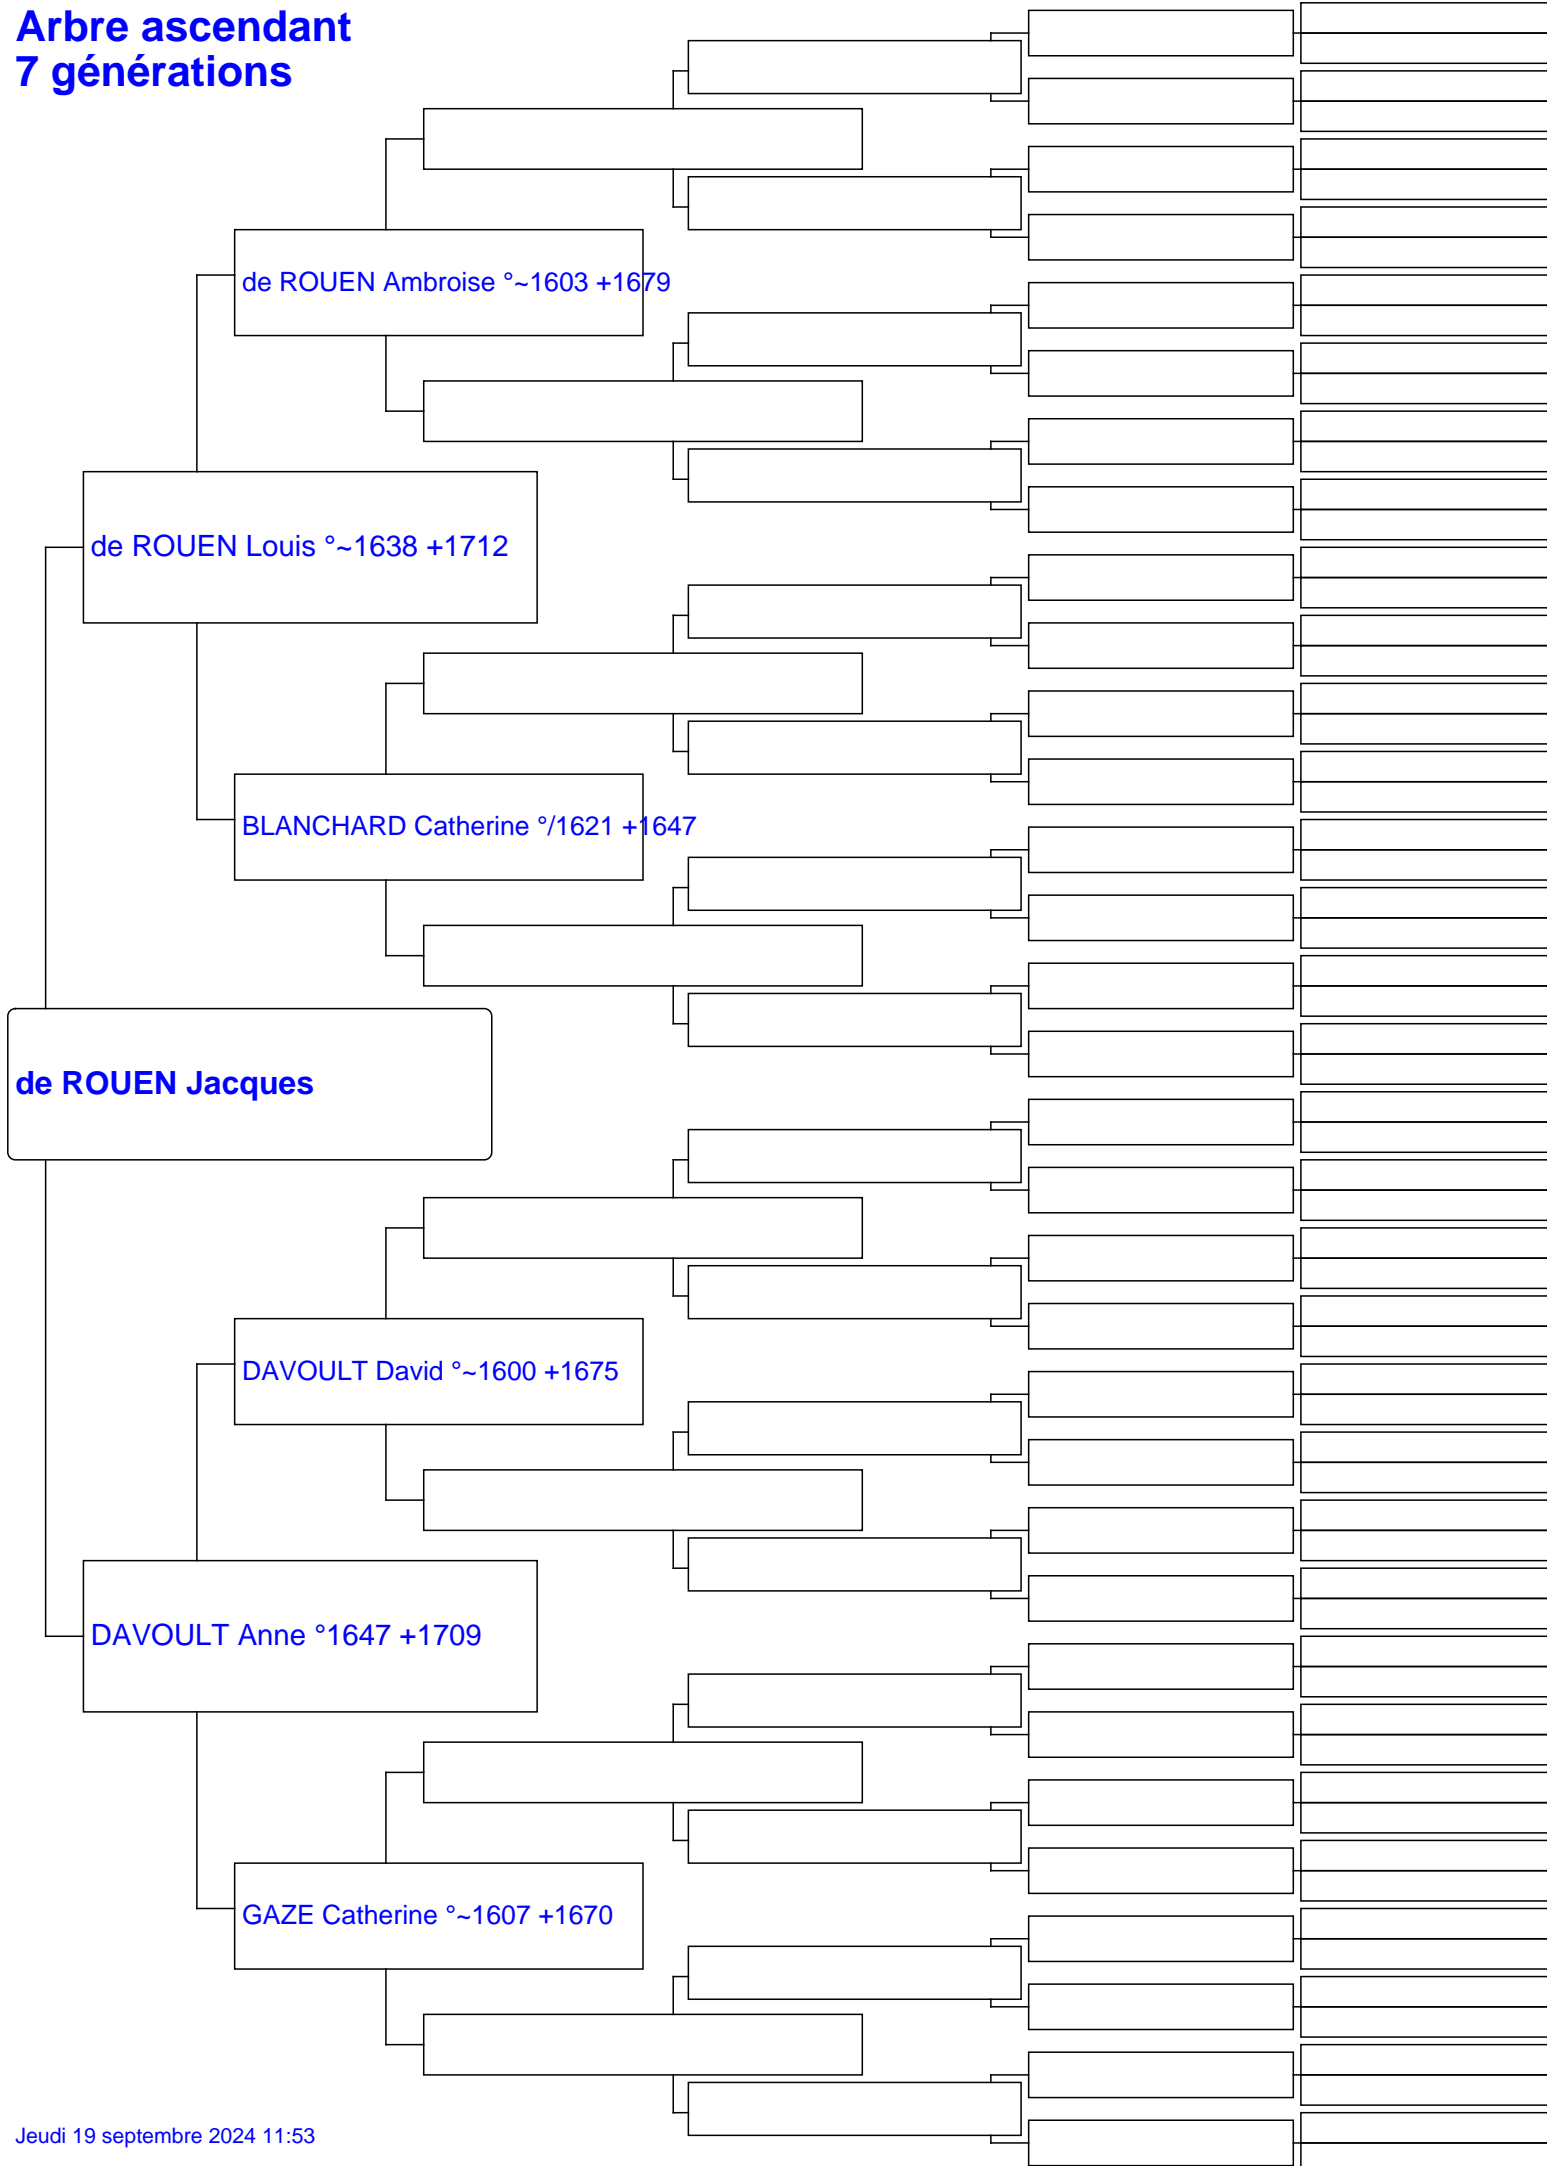 Arbre ascendant
7 générations
de ROUEN Ambroise °~1603 +1679
de ROUEN Louis °~1638 +1712
BLANCHARD Catherine °/1621 +1647
de ROUEN Jacques
DAVOULT David °~1600 +1675
DAVOULT Anne °1647 +1709
GAZE Catherine °~1607 +1670
Jeudi 19 septembre 2024 11:53